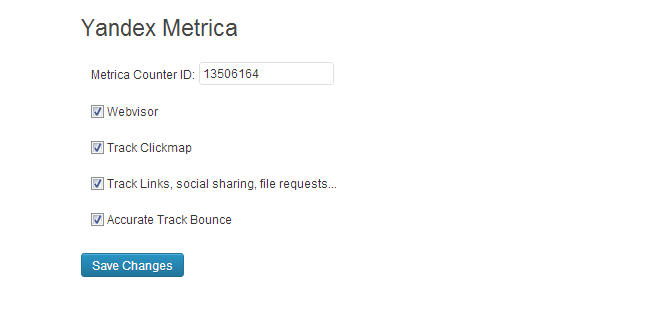 Yandex Metrica
Metrica Counter ID: 13506164
Webvisor
Track Clickmap
Track Links, social sharing, file requests...
Accurate Track Bounce
Save Changes